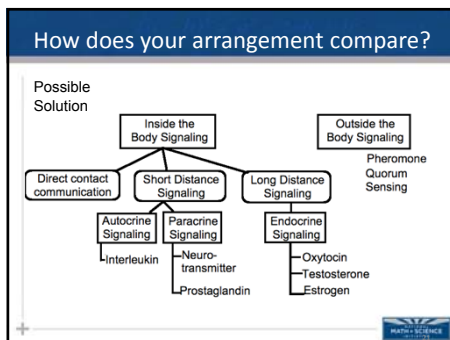 How does your arrangement compare?
Possible
Solution
Inside the
Body Signaling
Outside the
Body Signaling
Pheromone
Quorum
Sensing
Direct contact
communication
Short Distance
Signaling
Long Distance
Signaling
Autocrine
Signaling
Paracrine
Signaling
Endocrine
Signaling
Interleukin
Neuro-
transmitter
Prostaglandin
Oxytocin
Testosterone
Estrogen
NATIONAL
MATH + SCIENCE
INITIATIVE